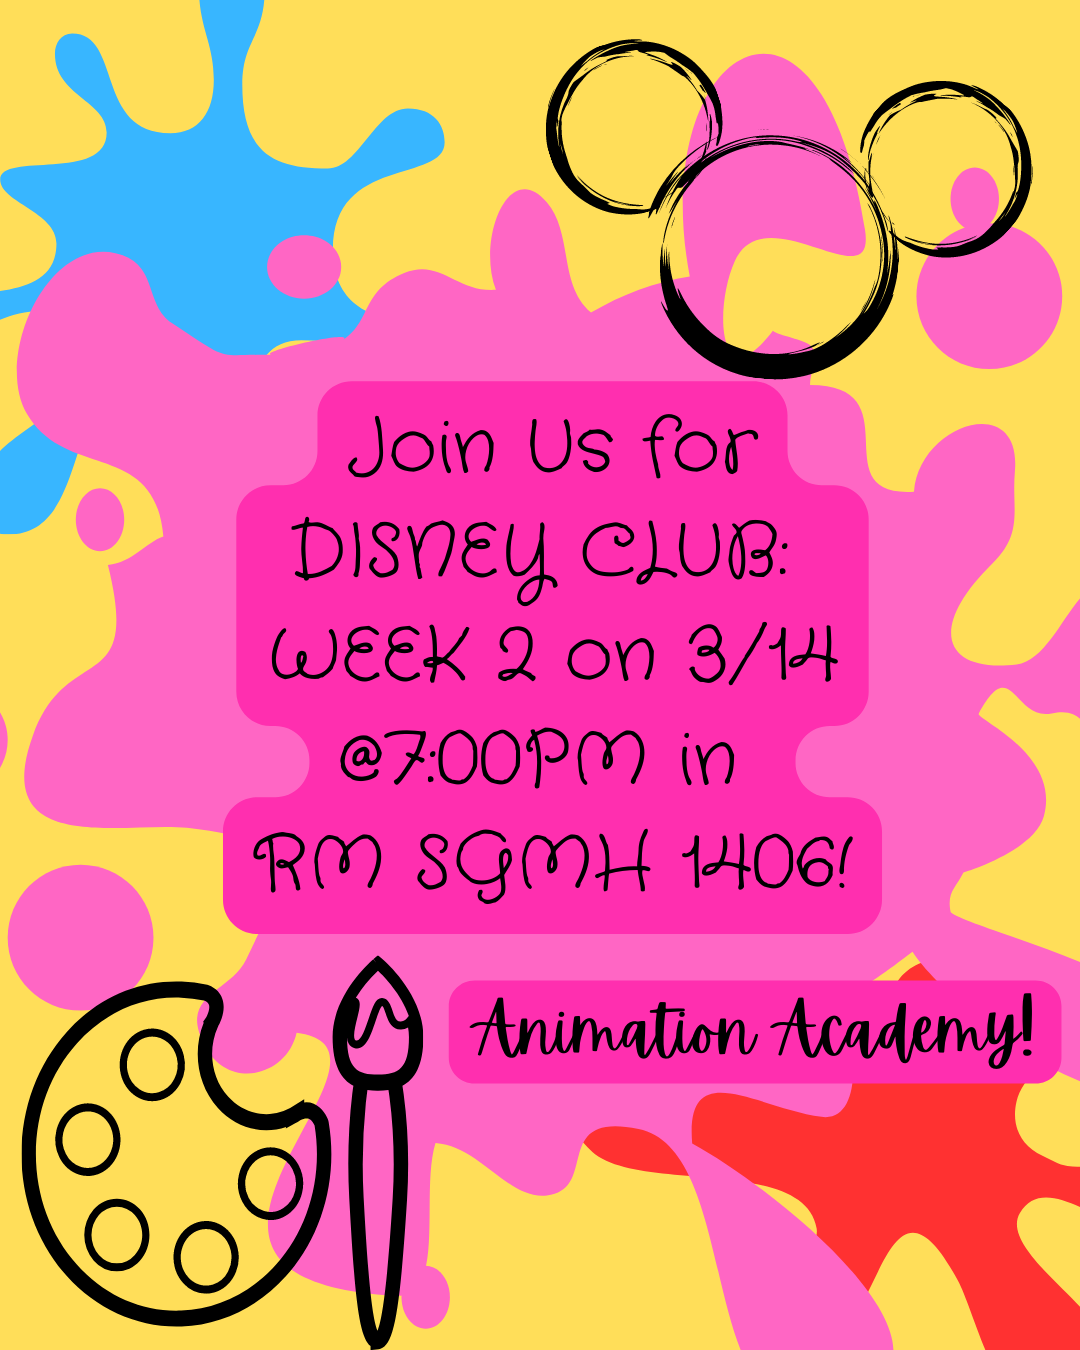 Join Us for
DISNEY CLUB:
WEEK 2 on 3/14
@7:00PM in
RM SGMH 1406!
Animation Academy!